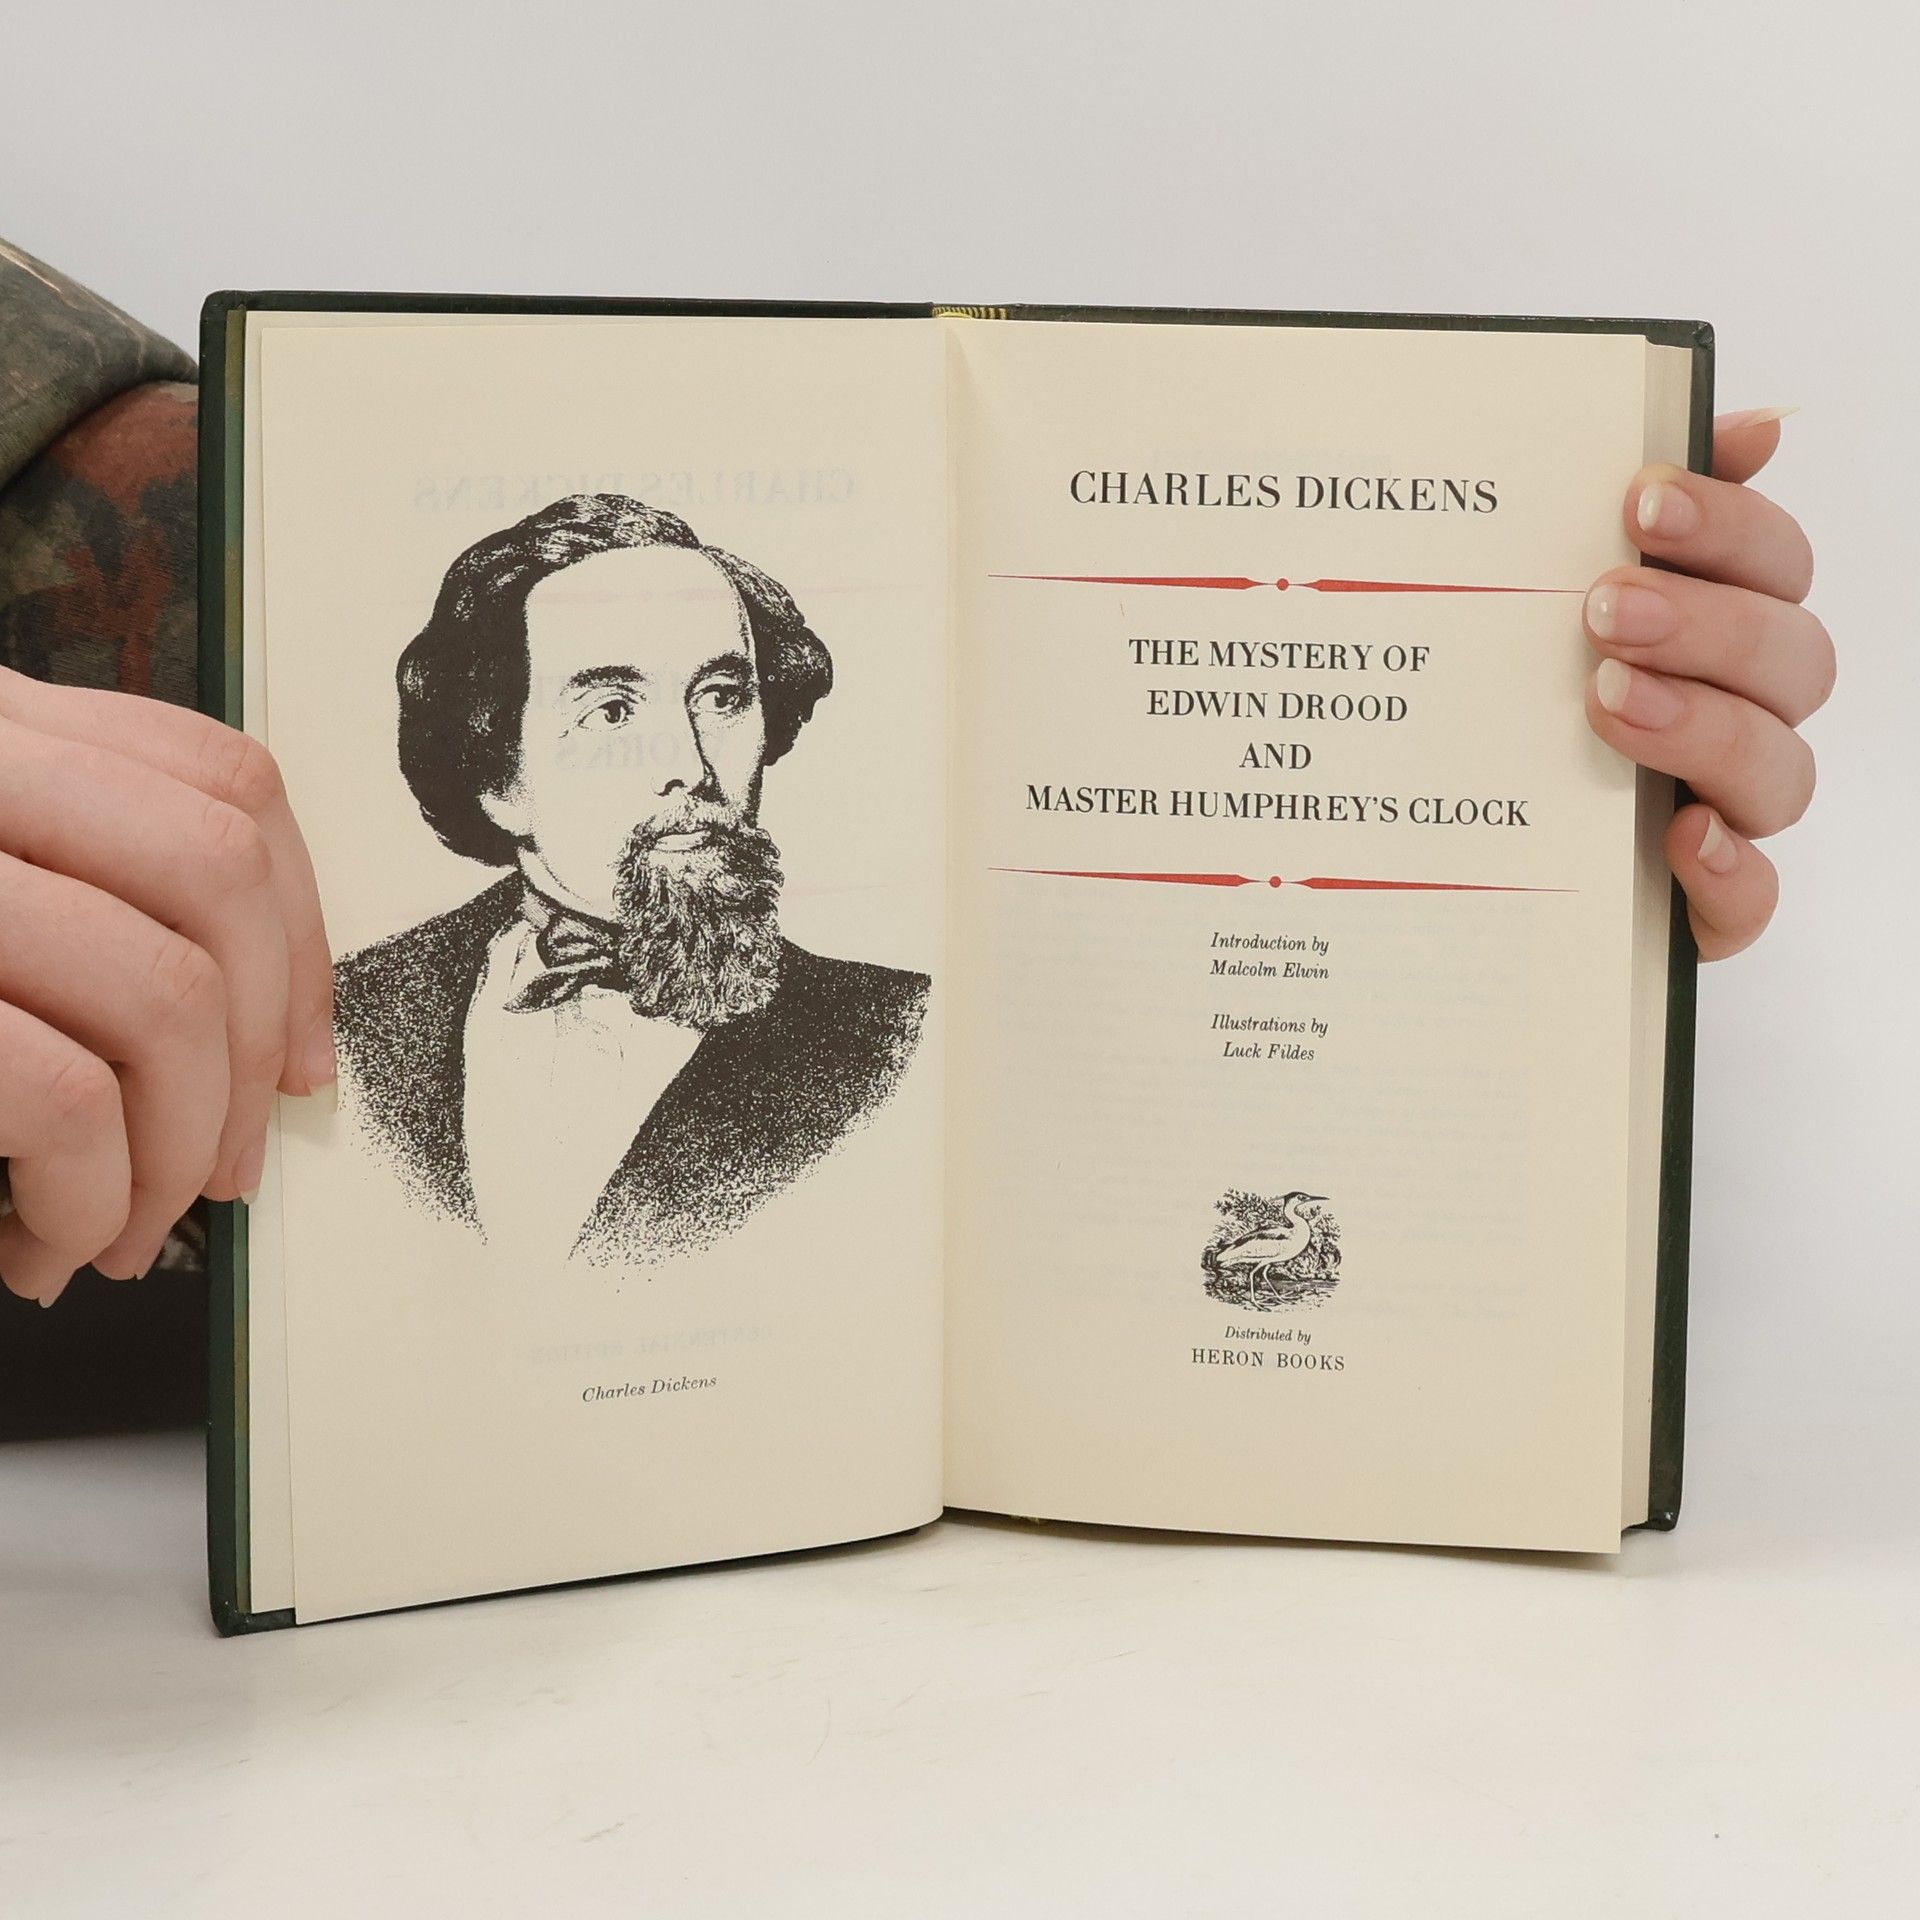 Charles Dickens
CHARLES DICKENS
THE MYSTERY OF
EDWIN DROOD
AND
MASTER HUMPHREY'S CLOCK
Introduction by
Malcolm Elwin
Illustrations by
Luck Fildes
Distributed by
HERON BOOKS